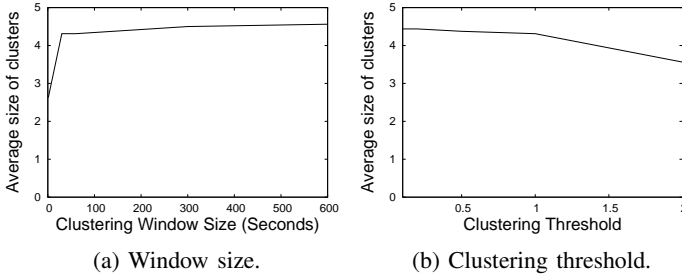 Average size of clusters
5
4
3
2
1
0
0 100 200 300 400 500 600
Clustering Window Size (Seconds)
(a) Window size.
Average size of clusters
5
4
3
2
1
0
0.5 1 1.5 2
Clustering Threshold
(b) Clustering threshold.